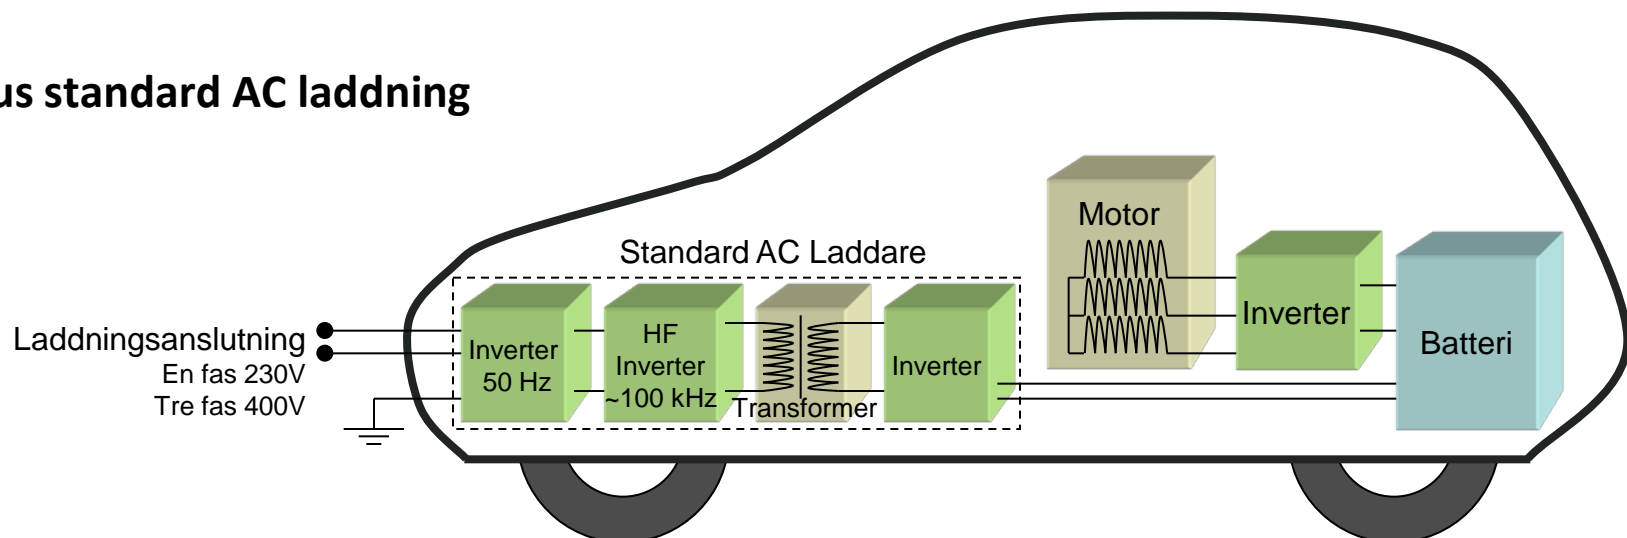 us standard AC laddning
Standard AC Laddare
Motor
Inverter
Batteri
Laddningsanslutning
En fas 230V
Tre fas 400V
Inverter
50 Hz
HF
Inverter
~100 kHz
Transformer
Inverter